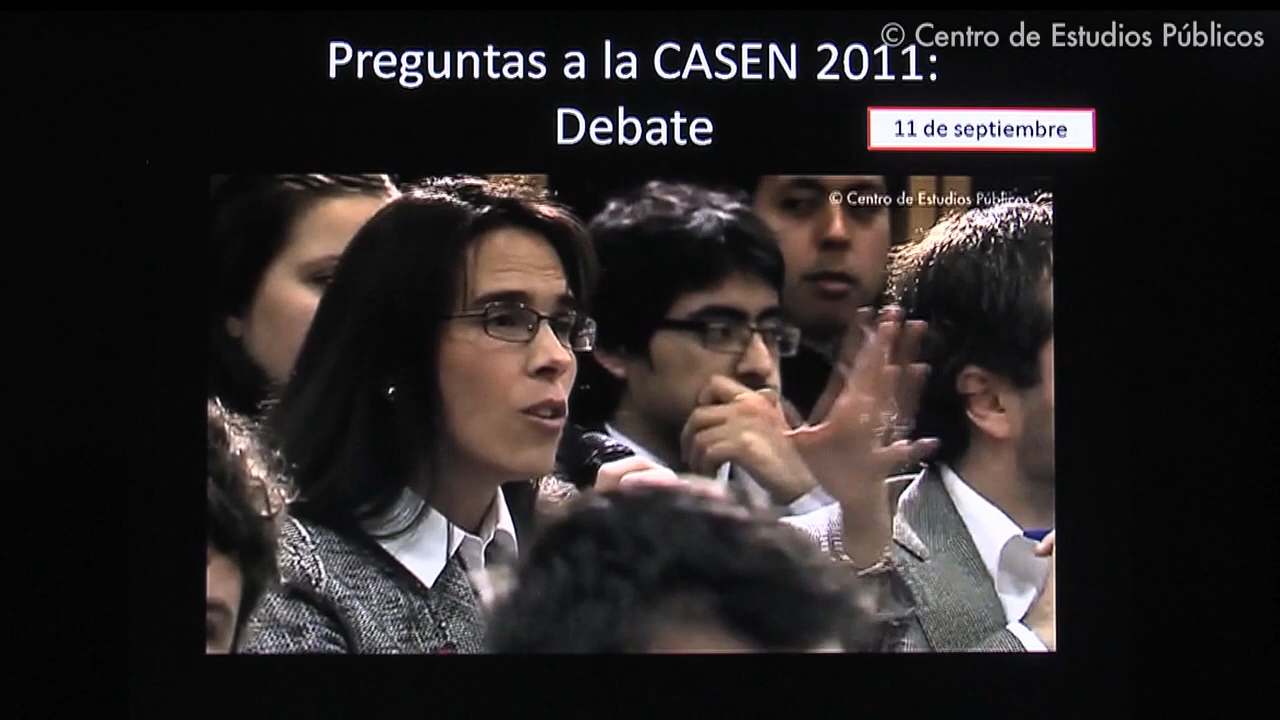 © Centro de Estudios Públicos
Preguntas a la CASEN 2011:
Debate
11 de septiembre
© Centro de Estudios Públicos